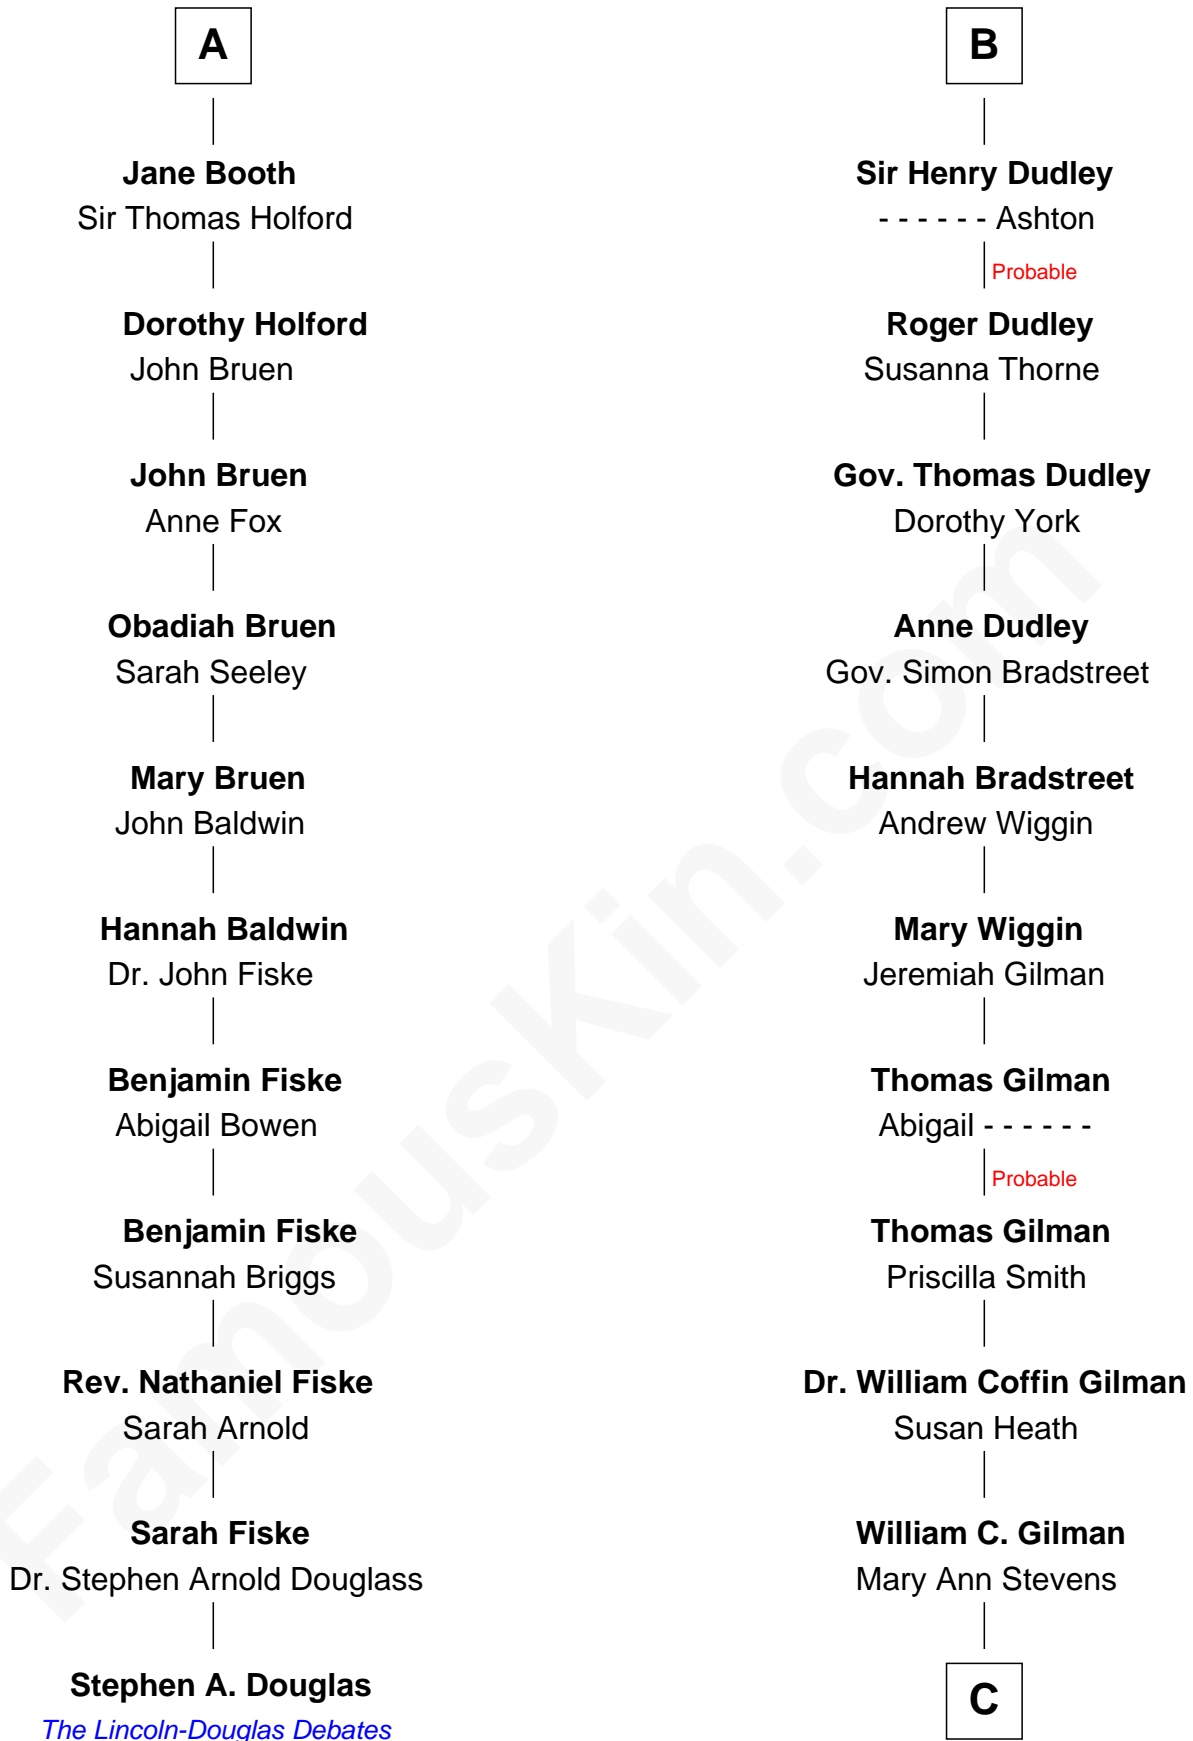 A
Jane Booth
Sir Thomas Holford
Dorothy Holford
John Bruen
John Bruen
Anne Fox
Obadiah Bruen
Sarah Seeley
Mary Bruen
John Baldwin
Hannah Baldwin
Dr. John Fiske
Benjamin Fiske
Abigail Bowen
Benjamin Fiske
Susannah Briggs
Rev. Nathaniel Fiske
Sarah Arnold
Sarah Fiske
Dr. Stephen Arnold Douglass
Stephen A. Douglas
The Lincoln-Douglas Debates
B
Sir Henry Dudley
- - - - - - Ashton
Probable
Roger Dudley
Susanna Thorne
Gov. Thomas Dudley
Dorothy York
Anne Dudley
Gov. Simon Bradstreet
Hannah Bradstreet
Andrew Wiggin
Mary Wiggin
Jeremiah Gilman
Thomas Gilman
Abigail - - - - - -
Probable
Thomas Gilman
Priscilla Smith
Dr. William Coffin Gilman
Susan Heath
William C. Gilman
Mary Ann Stevens
C
FamousKin.com